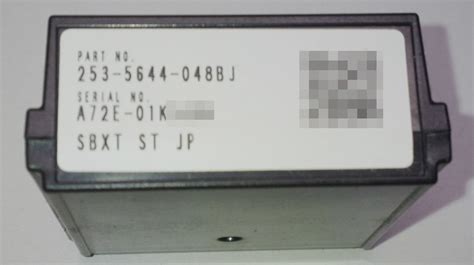 PART NO.
253-5644-048BJ
SERIAL NO.
A72E-01K
SBXT ST JP